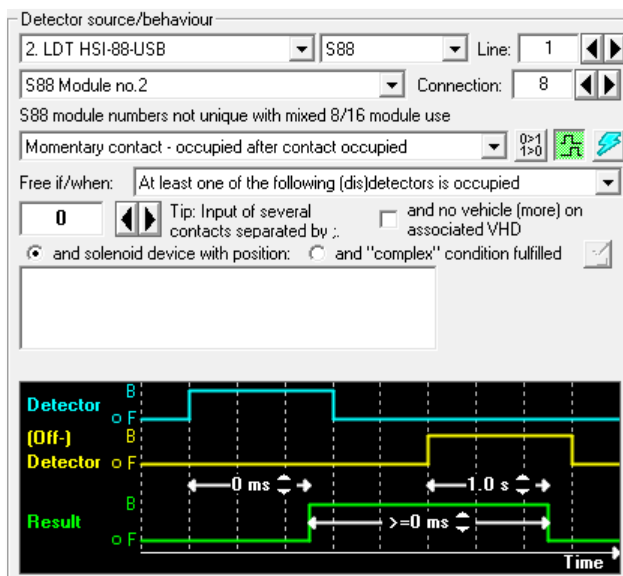 Detector source/behaviour
2. LDT HSI-88-USB S88 Line: 1
S88 Module no.2 Connection: 8
S88 module numbers not unique with mixed 8/16 module use
Momentary contact - occupied after contact occupied 0>1
1>0
Free if/when: At least one of the following (dis)detectors is occupied
0 Tip: Input of several contacts separated by ;. and no vehicle (more) on associated VHD
and solenoid device with position: and "complex" condition fulfilled
B
Detector o F
(Off-) B
Detector o F
0 ms 1.0 s
B
Result >=0 ms
o F
Time